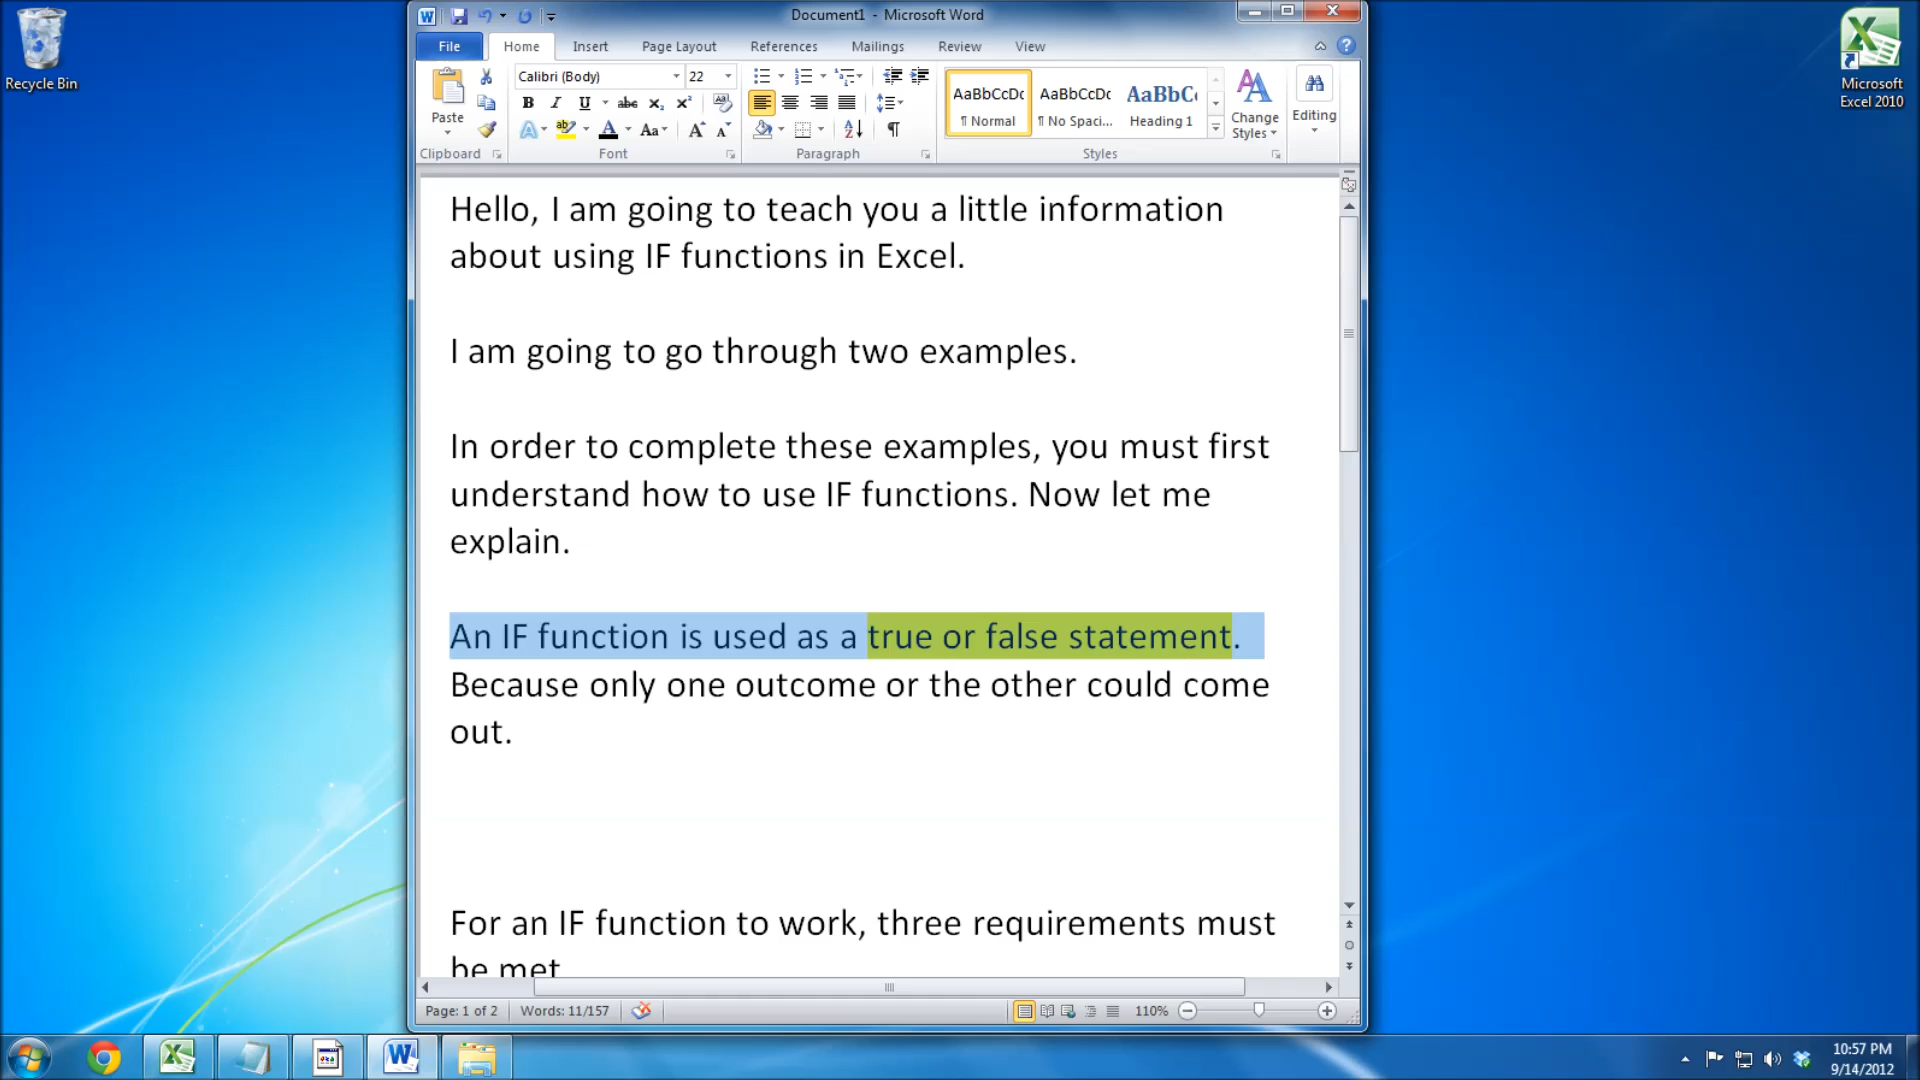 Document1 - Microsoft Word
Recycle Bin
Microsoft
Excel 2010
File Home Insert Page Layout References Mailings Review View
Calibri (Body) 22
Paste
AaBbCcDc AaBbCcDc AaBbC
¶ Normal ¶ No Spaci... Heading 1
Change
Styles
Editing
Clipboard Font Paragraph Styles
Hello, I am going to teach you a little information
about using IF functions in Excel.
I am going to go through two examples.
In order to complete these examples, you must first
understand how to use IF functions. Now let me
explain.
An IF function is used as a true or false statement.
Because only one outcome or the other could come
out.
For an IF function to work, three requirements must
be met
Page: 1 of 2 Words: 11/157 110%
10:57 PM
9/14/2012